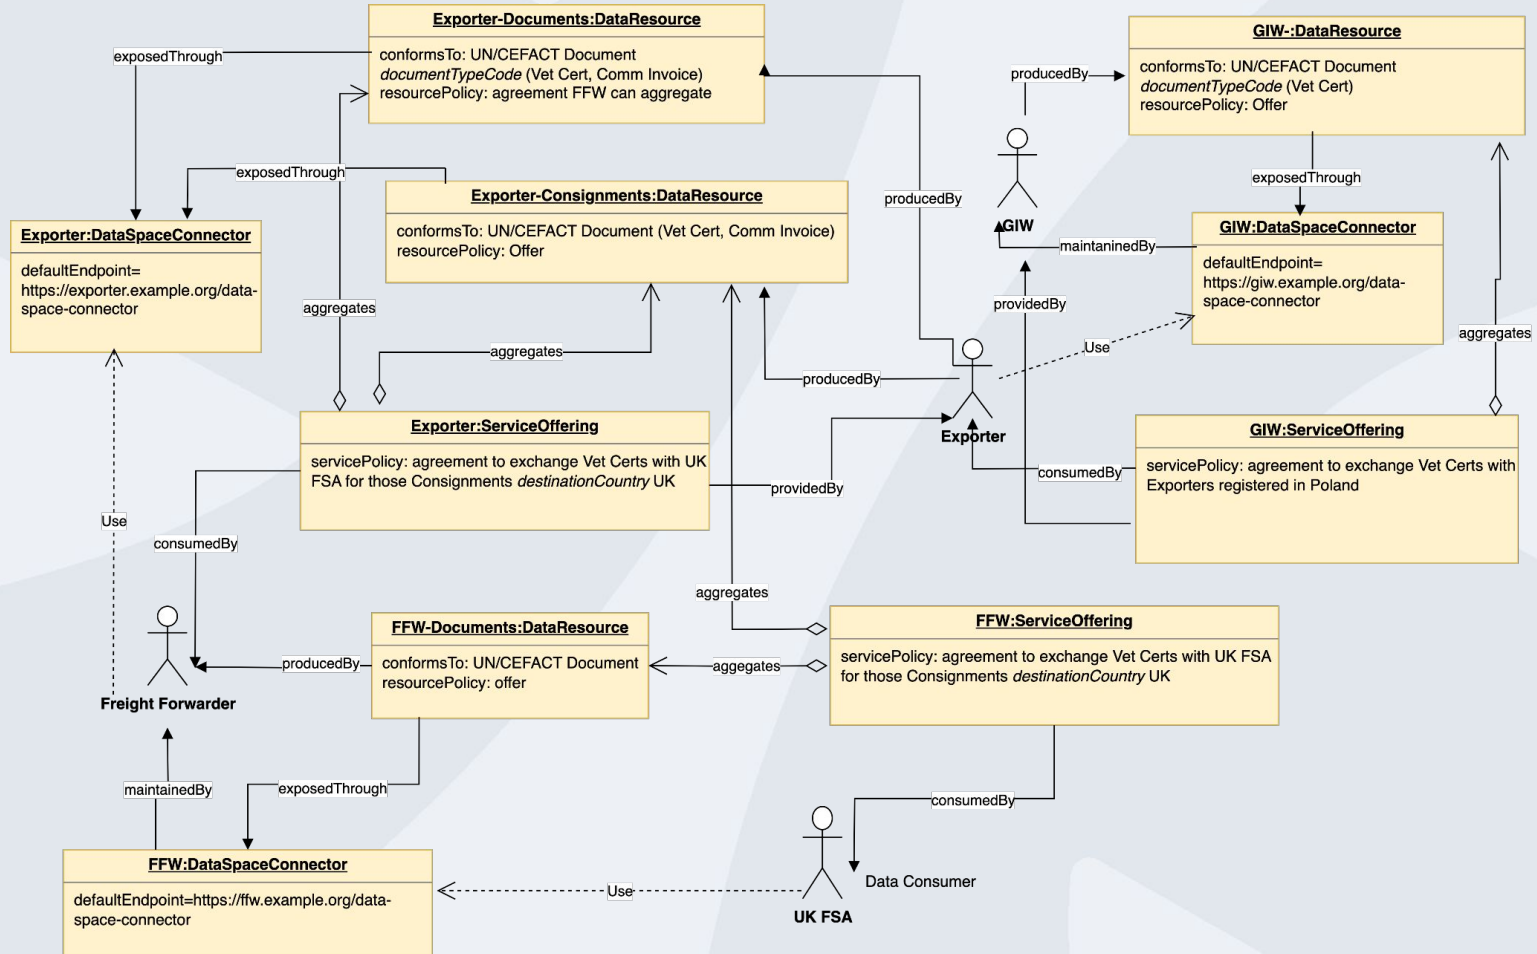 Exporter-Documents:DataResource
conformsTo: UN/CEFACT Document
documentTypeCode (Vet Cert, Comm Invoice)
resourcePolicy: agreement FFW can aggregate
GIW-:DataResource
conformsTo: UN/CEFACT Document
documentTypeCode (Vet Cert)
resourcePolicy: Offer
exposedThrough
producedBy
exposedThrough
exposedThrough
producedBy
GIW
Exporter-Consignments:DataResource
conformsTo: UN/CEFACT Document (Vet Cert, Comm Invoice)
resourcePolicy: Offer
Exporter:DataSpaceConnector
defaultEndpoint=
https://exporter.example.org/data-
space-connector
maintaninedBy
GIW:DataSpaceConnector
defaultEndpoint=
https://giw.example.org/data-
space-connector
aggregates
providedBy
aggregates
aggregates
Use
producedBy
Exporter
Exporter:ServiceOffering
servicePolicy: agreement to exchange Vet Certs with UK
FSA for those Consignments destinationCountry UK
GIW:ServiceOffering
servicePolicy: agreement to exchange Vet Certs with
Exporters registered in Poland
consumedBy
providedBy
Use
consumedBy
aggregates
FFW-Documents:DataResource
conformsTo: UN/CEFACT Document
resourcePolicy: offer
FFW:ServiceOffering
servicePolicy: agreement to exchange Vet Certs with UK FSA
for those Consignments destinationCountry UK
producedBy
aggegates
Freight Forwarder
maintainedBy
exposedThrough
consumedBy
FFW:DataSpaceConnector
defaultEndpoint=https://ffw.example.org/data-
space-connector
Use
Data Consumer
UK FSA